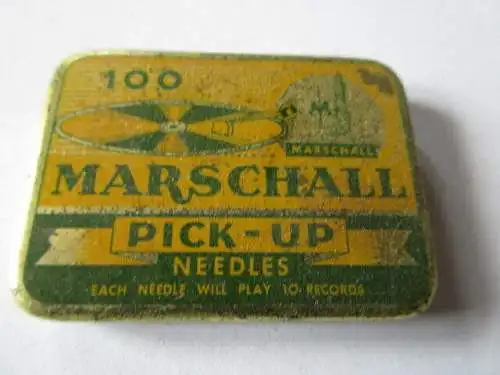 100
M
MARSCHALL
MARSCHALL
PICK-UP
NEEDLES
EACH NEEDLE WILL PLAY 10 RECORDS